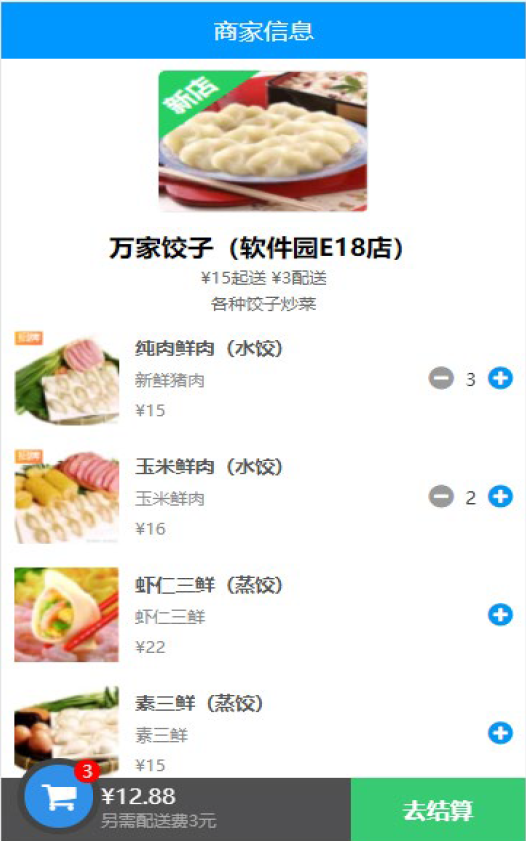 商家信息
新店
万家饺子（软件园E18店）
¥15起送 ¥3配送
各种饺子炒菜
纯肉鲜肉（水饺）
新鲜猪肉
3
¥15
玉米鲜肉（水饺）
玉米鲜肉
2
¥16
虾仁三鲜（蒸饺）
虾仁三鲜
¥22
素三鲜（蒸饺）
素三鲜
¥15
3
¥12.88
另需配送费3元
去结算